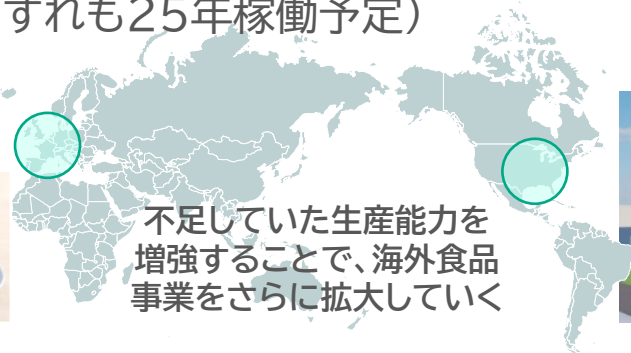 ずれも25年稼働予定)
不足していた生産能力を
増強することで、海外食品
事業をさらに拡大していく